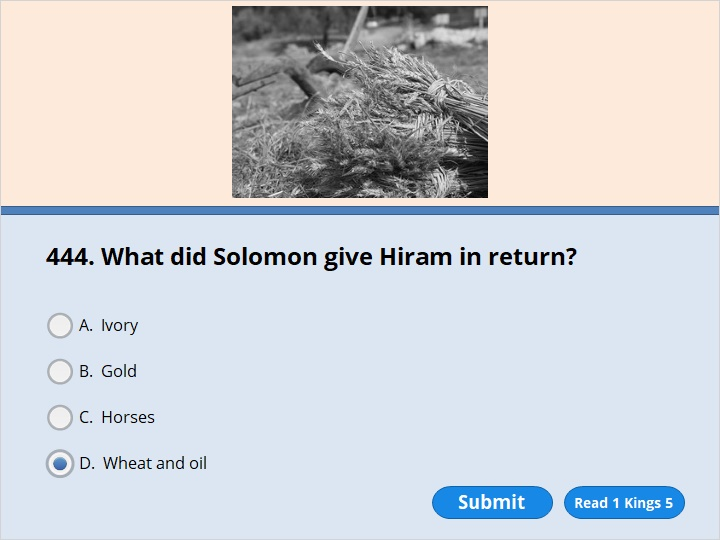 444. What did Solomon give Hiram in return?
A. Ivory
B. Gold
C. Horses
D. Wheat and oil
Submit
Read 1 Kings 5